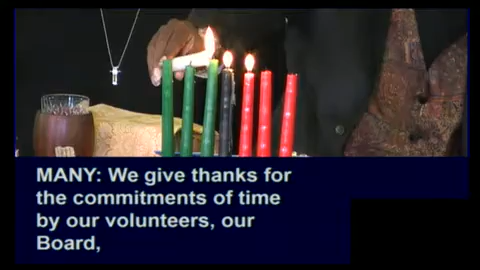 MANY: We give thanks for
the commitments of time
by our volunteers, our
Board,